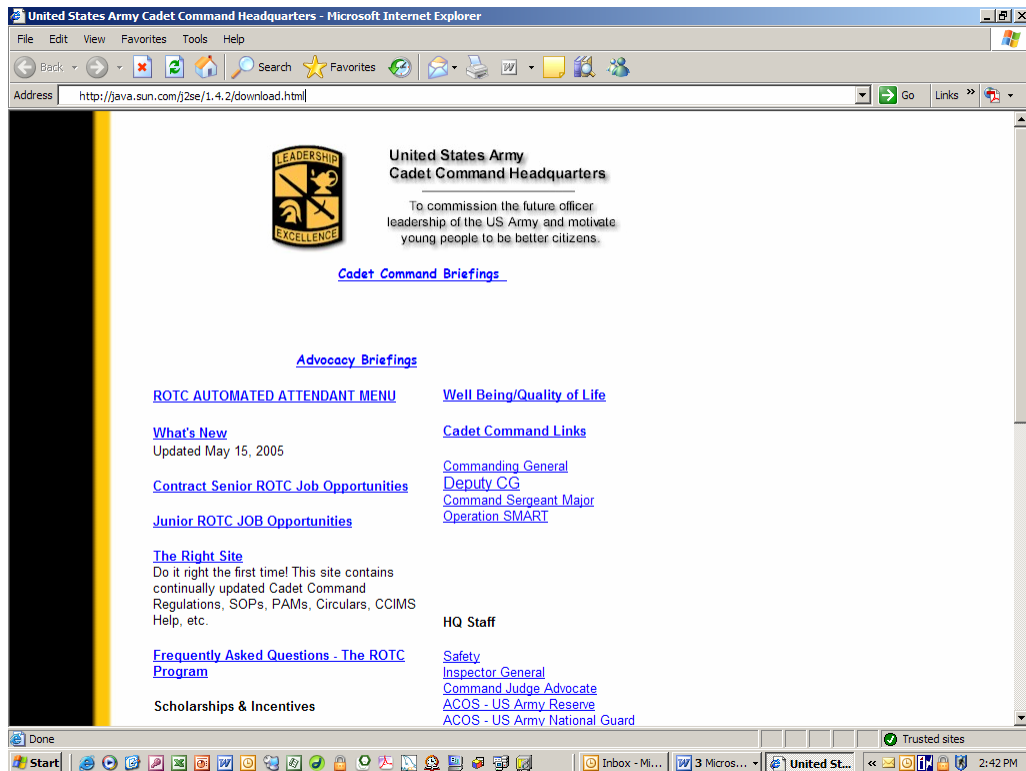 United States Army Cadet Command Headquarters - Microsoft Internet Explorer
File Edit View Favorites Tools Help
Back Search Favorites
Address http://java.sun.com/j2se/1.4.2/download.html Go Links »
LEADERSHIP
EXCELLENCE
United States Army
Cadet Command Headquarters
To commission the future officer
leadership of the US Army and motivate
young people to be better citizens.
Cadet Command Briefings
Advocacy Briefings
ROTC AUTOMATED ATTENDANT MENU
What's New
Updated May 15, 2005
Contract Senior ROTC Job Opportunities
Junior ROTC JOB Opportunities
The Right Site
Do it right the first time! This site contains
continually updated Cadet Command
Regulations, SOPs, PAMs, Circulars, CCIMS
Help, etc.
Frequently Asked Questions - The ROTC
Program
Scholarships & Incentives
Well Being/Quality of Life
Cadet Command Links
Commanding General
Deputy CG
Command Sergeant Major
Operation SMART
HQ Staff
Safety
Inspector General
Command Judge Advocate
ACOS - US Army Reserve
ACOS - US Army National Guard
Done Trusted sites
Start Inbox - Mi... 3 Micros... United St... « 2:42 PM